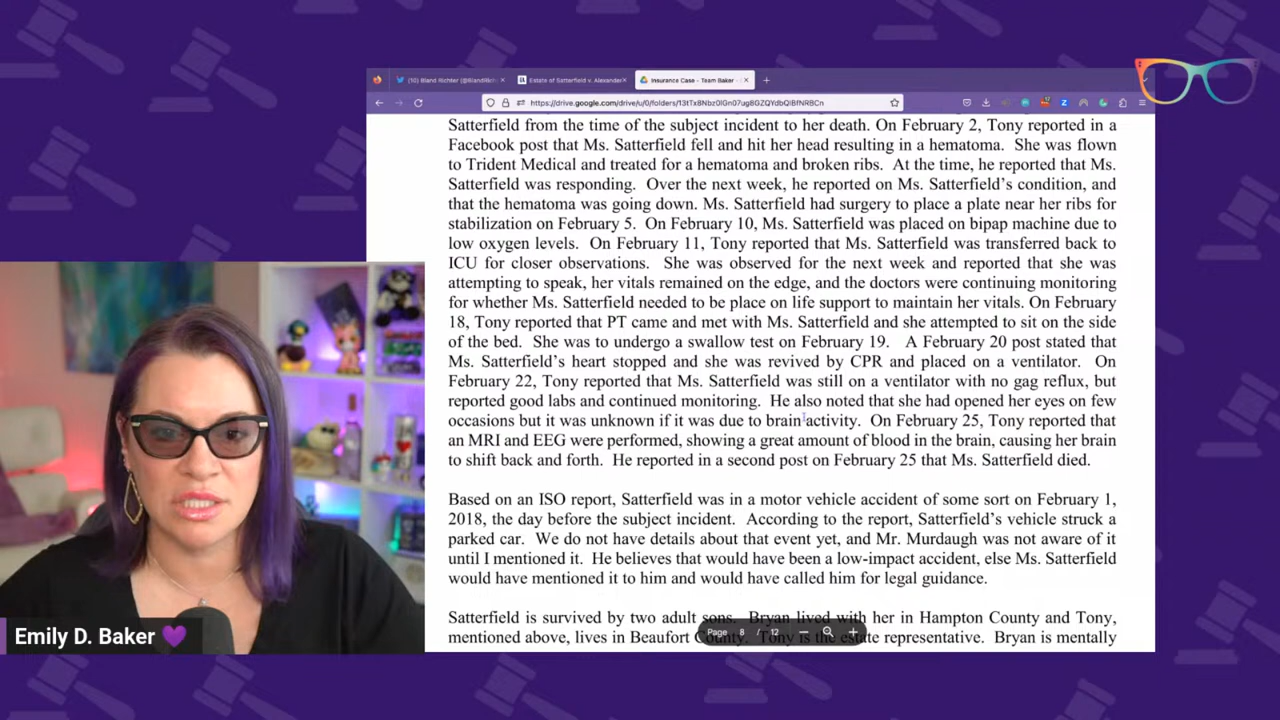 (10) Bland Richter (@BlandRich
Estate of Satterfield v. Alexander
Insurance Case - Team Baker -
https://drive.google.com/drive/u/0/folders/13tTx8Nbz0lGn07ug8GZQYdbQlBfNRBCn
Satterfield from the time of the subject incident to her death. On February 2, Tony reported in a
Facebook post that Ms. Satterfield fell and hit her head resulting in a hematoma. She was flown
to Trident Medical and treated for a hematoma and broken ribs. At the time, he reported that Ms.
Satterfield was responding. Over the next week, he reported on Ms. Satterfield's condition, and
that the hematoma was going down. Ms. Satterfield had surgery to place a plate near her ribs for
stabilization on February 5. On February 10, Ms. Satterfield was placed on bipap machine due to
low oxygen levels. On February 11, Tony reported that Ms. Satterfield was transferred back to
ICU for closer observations. She was observed for the next week and reported that she was
attempting to speak, her vitals remained on the edge, and the doctors were continuing monitoring
for whether Ms. Satterfield needed to be place on life support to maintain her vitals. On February
18, Tony reported that PT came and met with Ms. Satterfield and she attempted to sit on the side
of the bed. She was to undergo a swallow test on February 19. A February 20 post stated that
Ms. Satterfield's heart stopped and she was revived by CPR and placed on a ventilator. On
February 22, Tony reported that Ms. Satterfield was still on a ventilator with no gag reflux, but
reported good labs and continued monitoring. He also noted that she had opened her eyes on few
occasions but it was unknown if it was due to brain activity. On February 25, Tony reported that
an MRI and EEG were performed, showing a great amount of blood in the brain, causing her brain
to shift back and forth. He reported in a second post on February 25 that Ms. Satterfield died.
Based on an ISO report, Satterfield was in a motor vehicle accident of some sort on February 1,
2018, the day before the subject incident. According to the report, Satterfield's vehicle struck a
parked car. We do not have details about that event yet, and Mr. Murdaugh was not aware of it
until I mentioned it. He believes that would have been a low-impact accident, else Ms. Satterfield
would have mentioned it to him and would have called him for legal guidance.
Satterfield is survived by two adult sons. Bryan lived with her in Hampton County and Tony,
mentioned above, lives in Beaufort County. Tony is the estate representative. Bryan is mentally
Page 8 / 12
Emily D. Baker